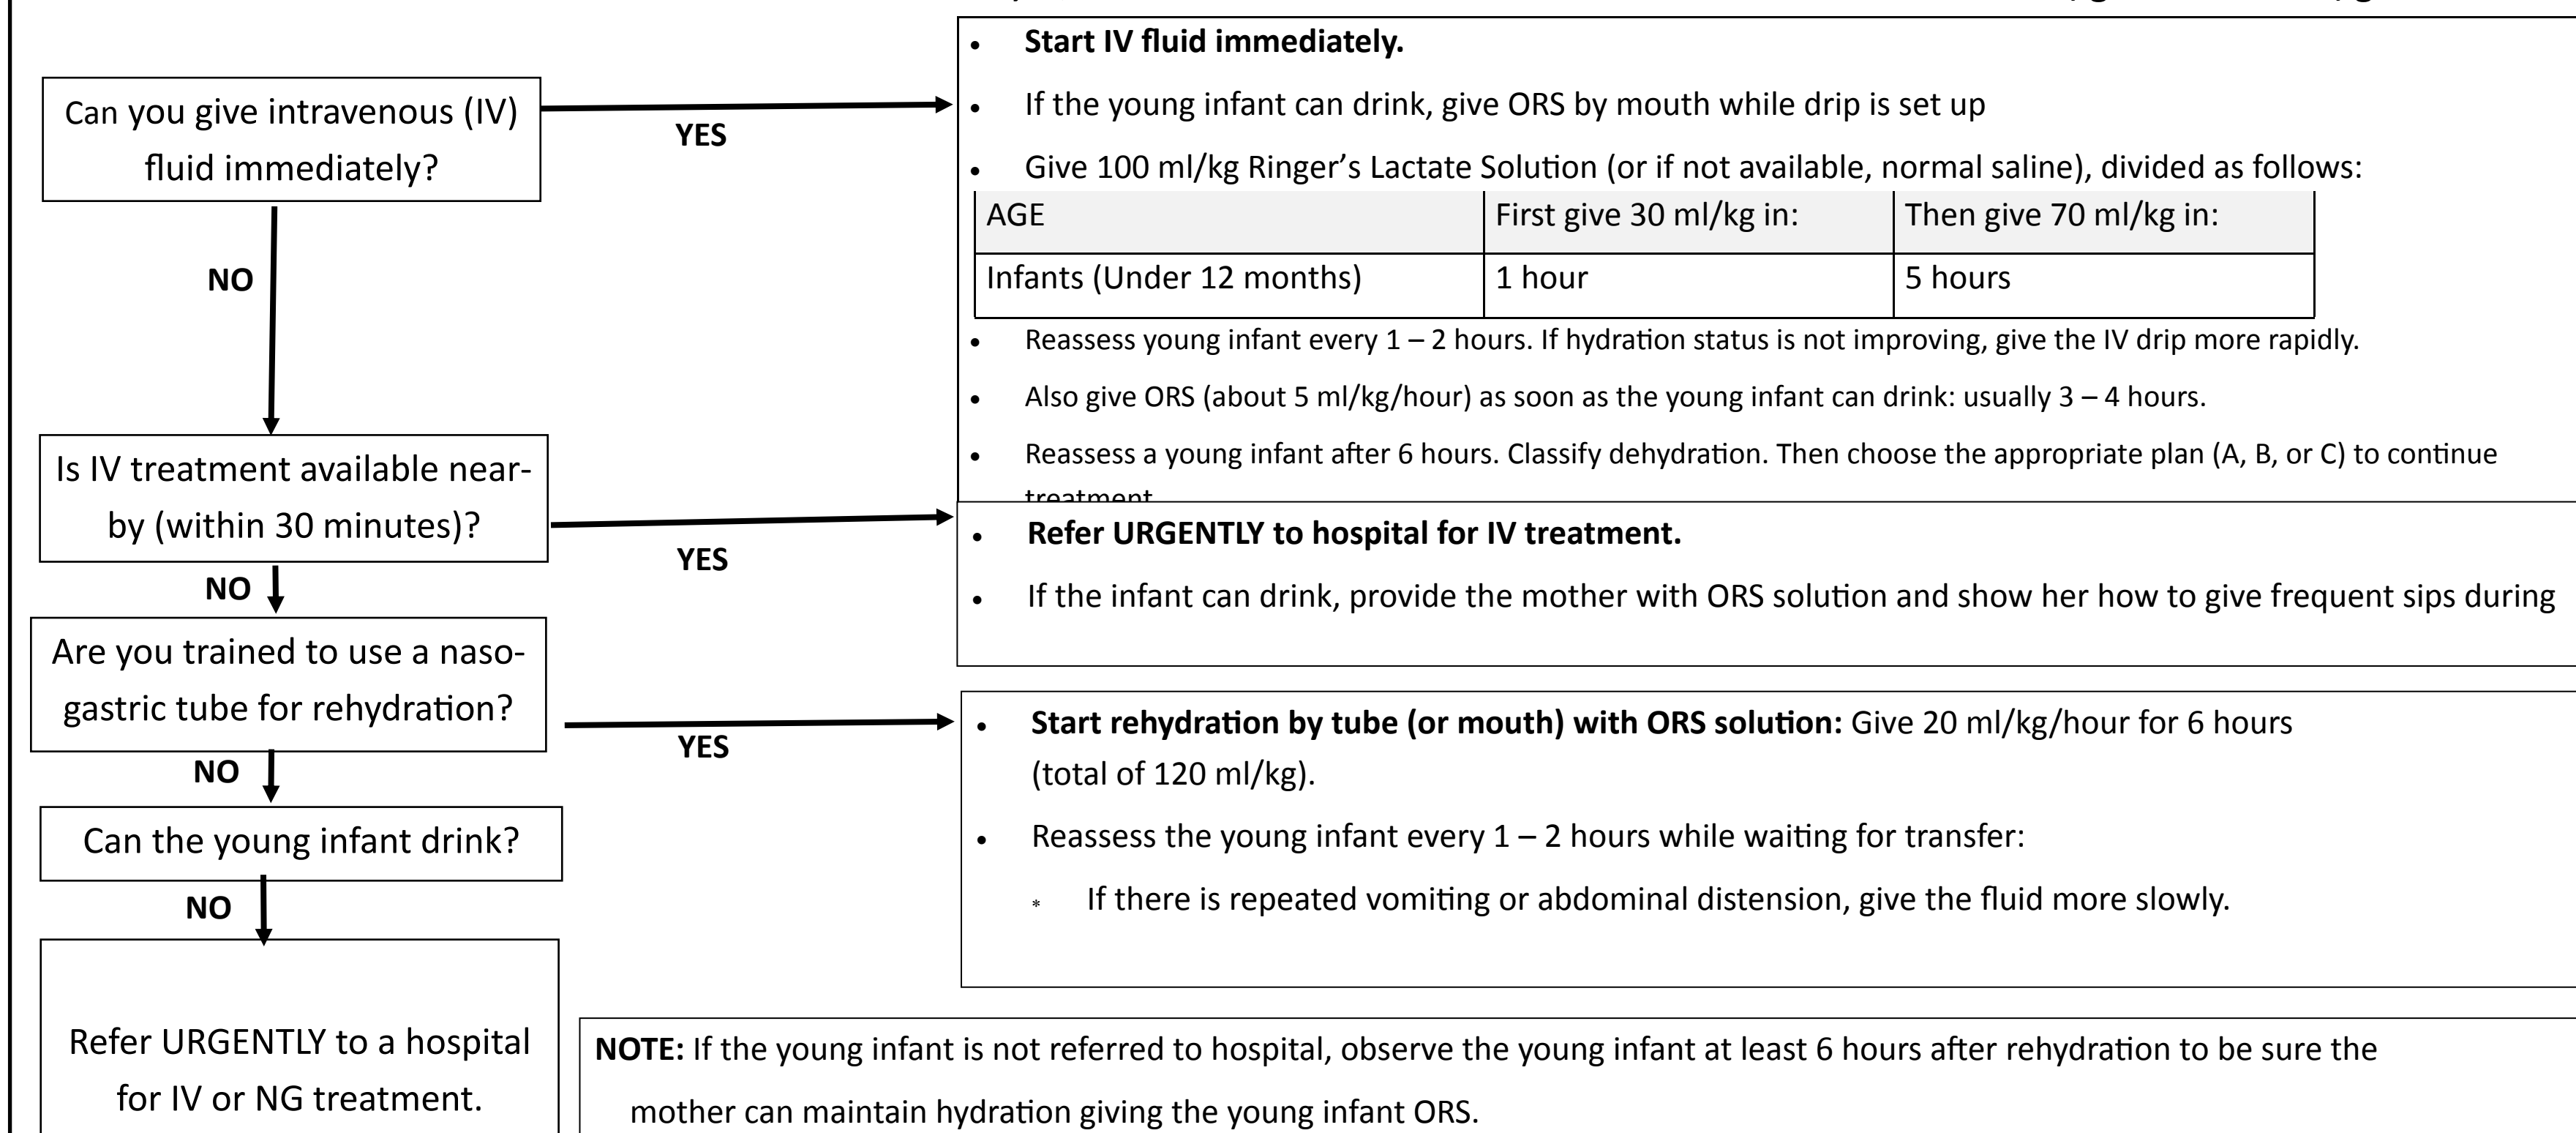 Can you give intravenous (IV)
fluid immediately?
YES
NO
• Start IV fluid immediately.
• If the young infant can drink, give ORS by mouth while drip is set up
• Give 100 ml/kg Ringer's Lactate Solution (or if not available, normal saline), divided as follows:
AGE First give 30 ml/kg in: Then give 70 ml/kg in:
Infants (Under 12 months) 1 hour 5 hours
• Reassess young infant every 1 – 2 hours. If hydration status is not improving, give the IV drip more rapidly.
• Also give ORS (about 5 ml/kg/hour) as soon as the young infant can drink: usually 3 – 4 hours.
• Reassess a young infant after 6 hours. Classify dehydration. Then choose the appropriate plan (A, B, or C) to continue
treatment
Is IV treatment available near-
by (within 30 minutes)?
YES
NO
• Refer URGENTLY to hospital for IV treatment.
• If the infant can drink, provide the mother with ORS solution and show her how to give frequent sips during
Are you trained to use a naso-
gastric tube for rehydration?
YES
NO
• Start rehydration by tube (or mouth) with ORS solution: Give 20 ml/kg/hour for 6 hours
(total of 120 ml/kg).
• Reassess the young infant every 1 – 2 hours while waiting for transfer:
* If there is repeated vomiting or abdominal distension, give the fluid more slowly.
Can the young infant drink?
NO
Refer URGENTLY to a hospital
for IV or NG treatment.
NOTE: If the young infant is not referred to hospital, observe the young infant at least 6 hours after rehydration to be sure the
mother can maintain hydration giving the young infant ORS.